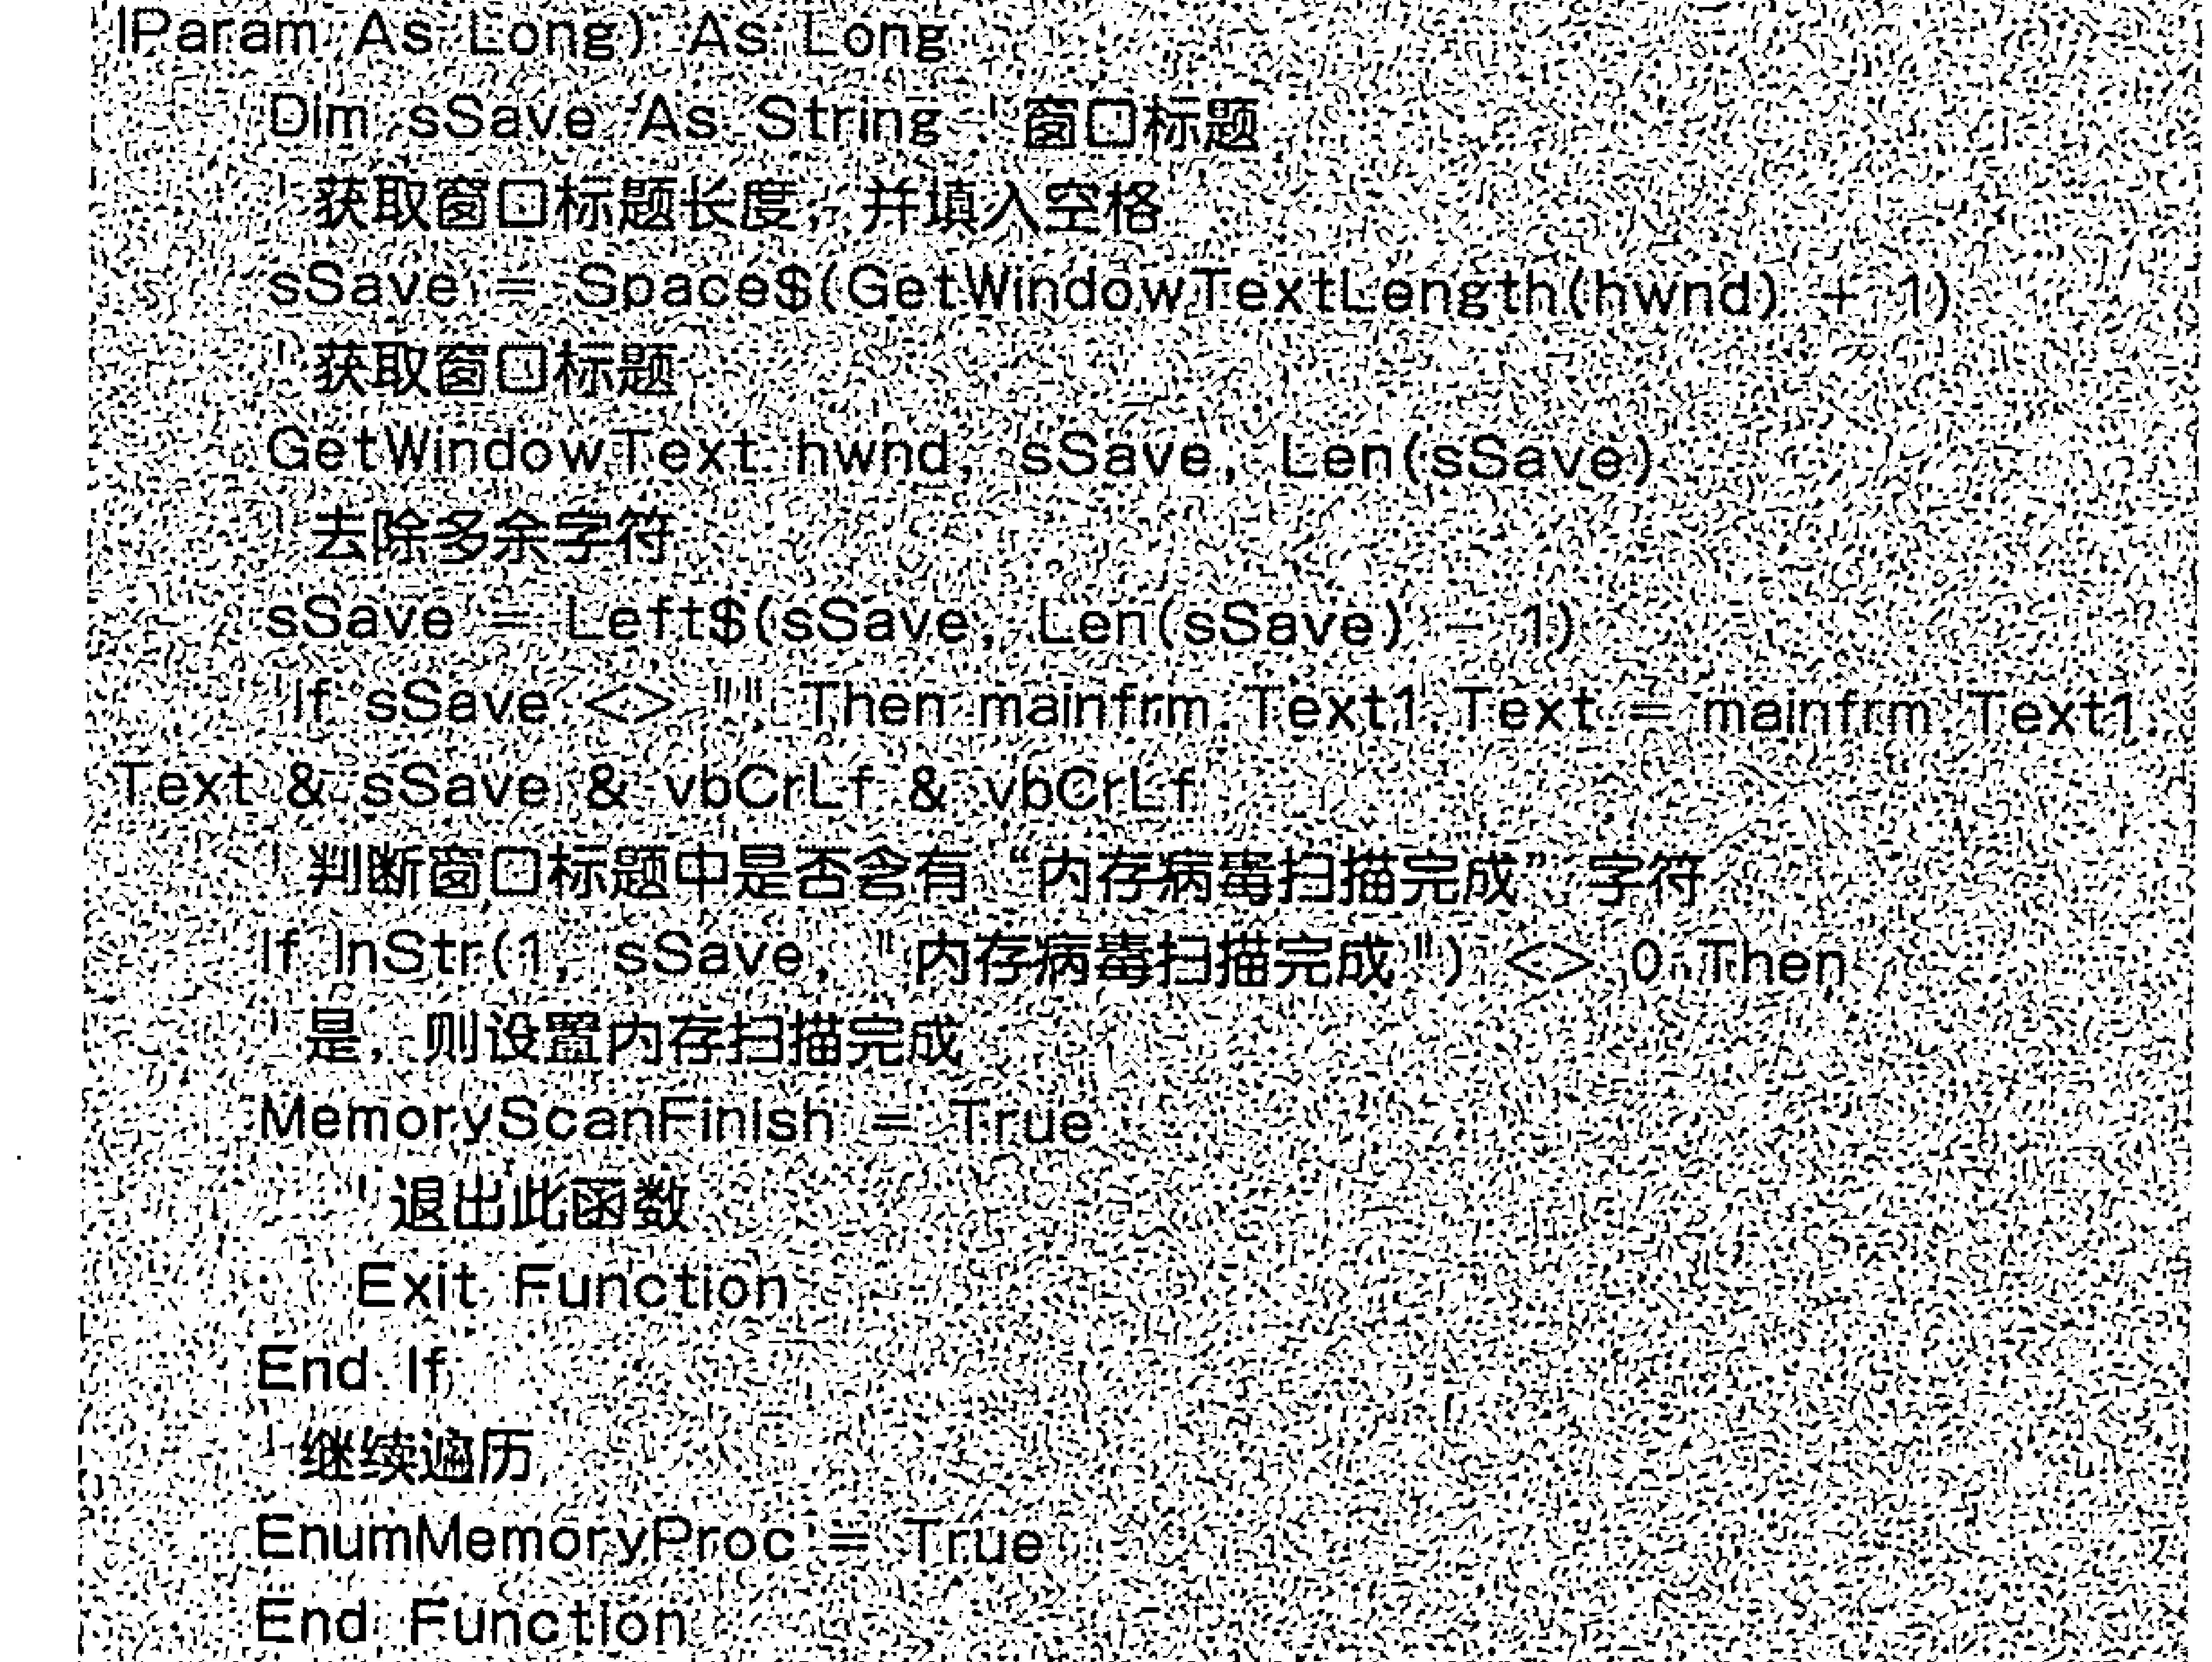 lParam As Long) As Long
Dim sSave As String ' 窗口标题
' 获取窗口标题长度，并填入空格
sSave = Space$(GetWindowTextLength(hwnd) + 1)
' 获取窗口标题
GetWindowText hwnd, sSave, Len(sSave)
' 去除多余字符
sSave = Left$(sSave, Len(sSave) - 1)
'If sSave <> "" Then mainfrm.Text1.Text = mainfrm.Text1.
Text & sSave & vbCrLf & vbCrLf
' 判断窗口标题中是否含有“内存病毒扫描完成”字符
If InStr(1, sSave, "内存病毒扫描完成") <> 0 Then
' 是，则设置内存扫描完成
MemoryScanFinish = True
' 退出此函数
Exit Function
End If
' 继续遍历
EnumMemoryProc = True
End Function